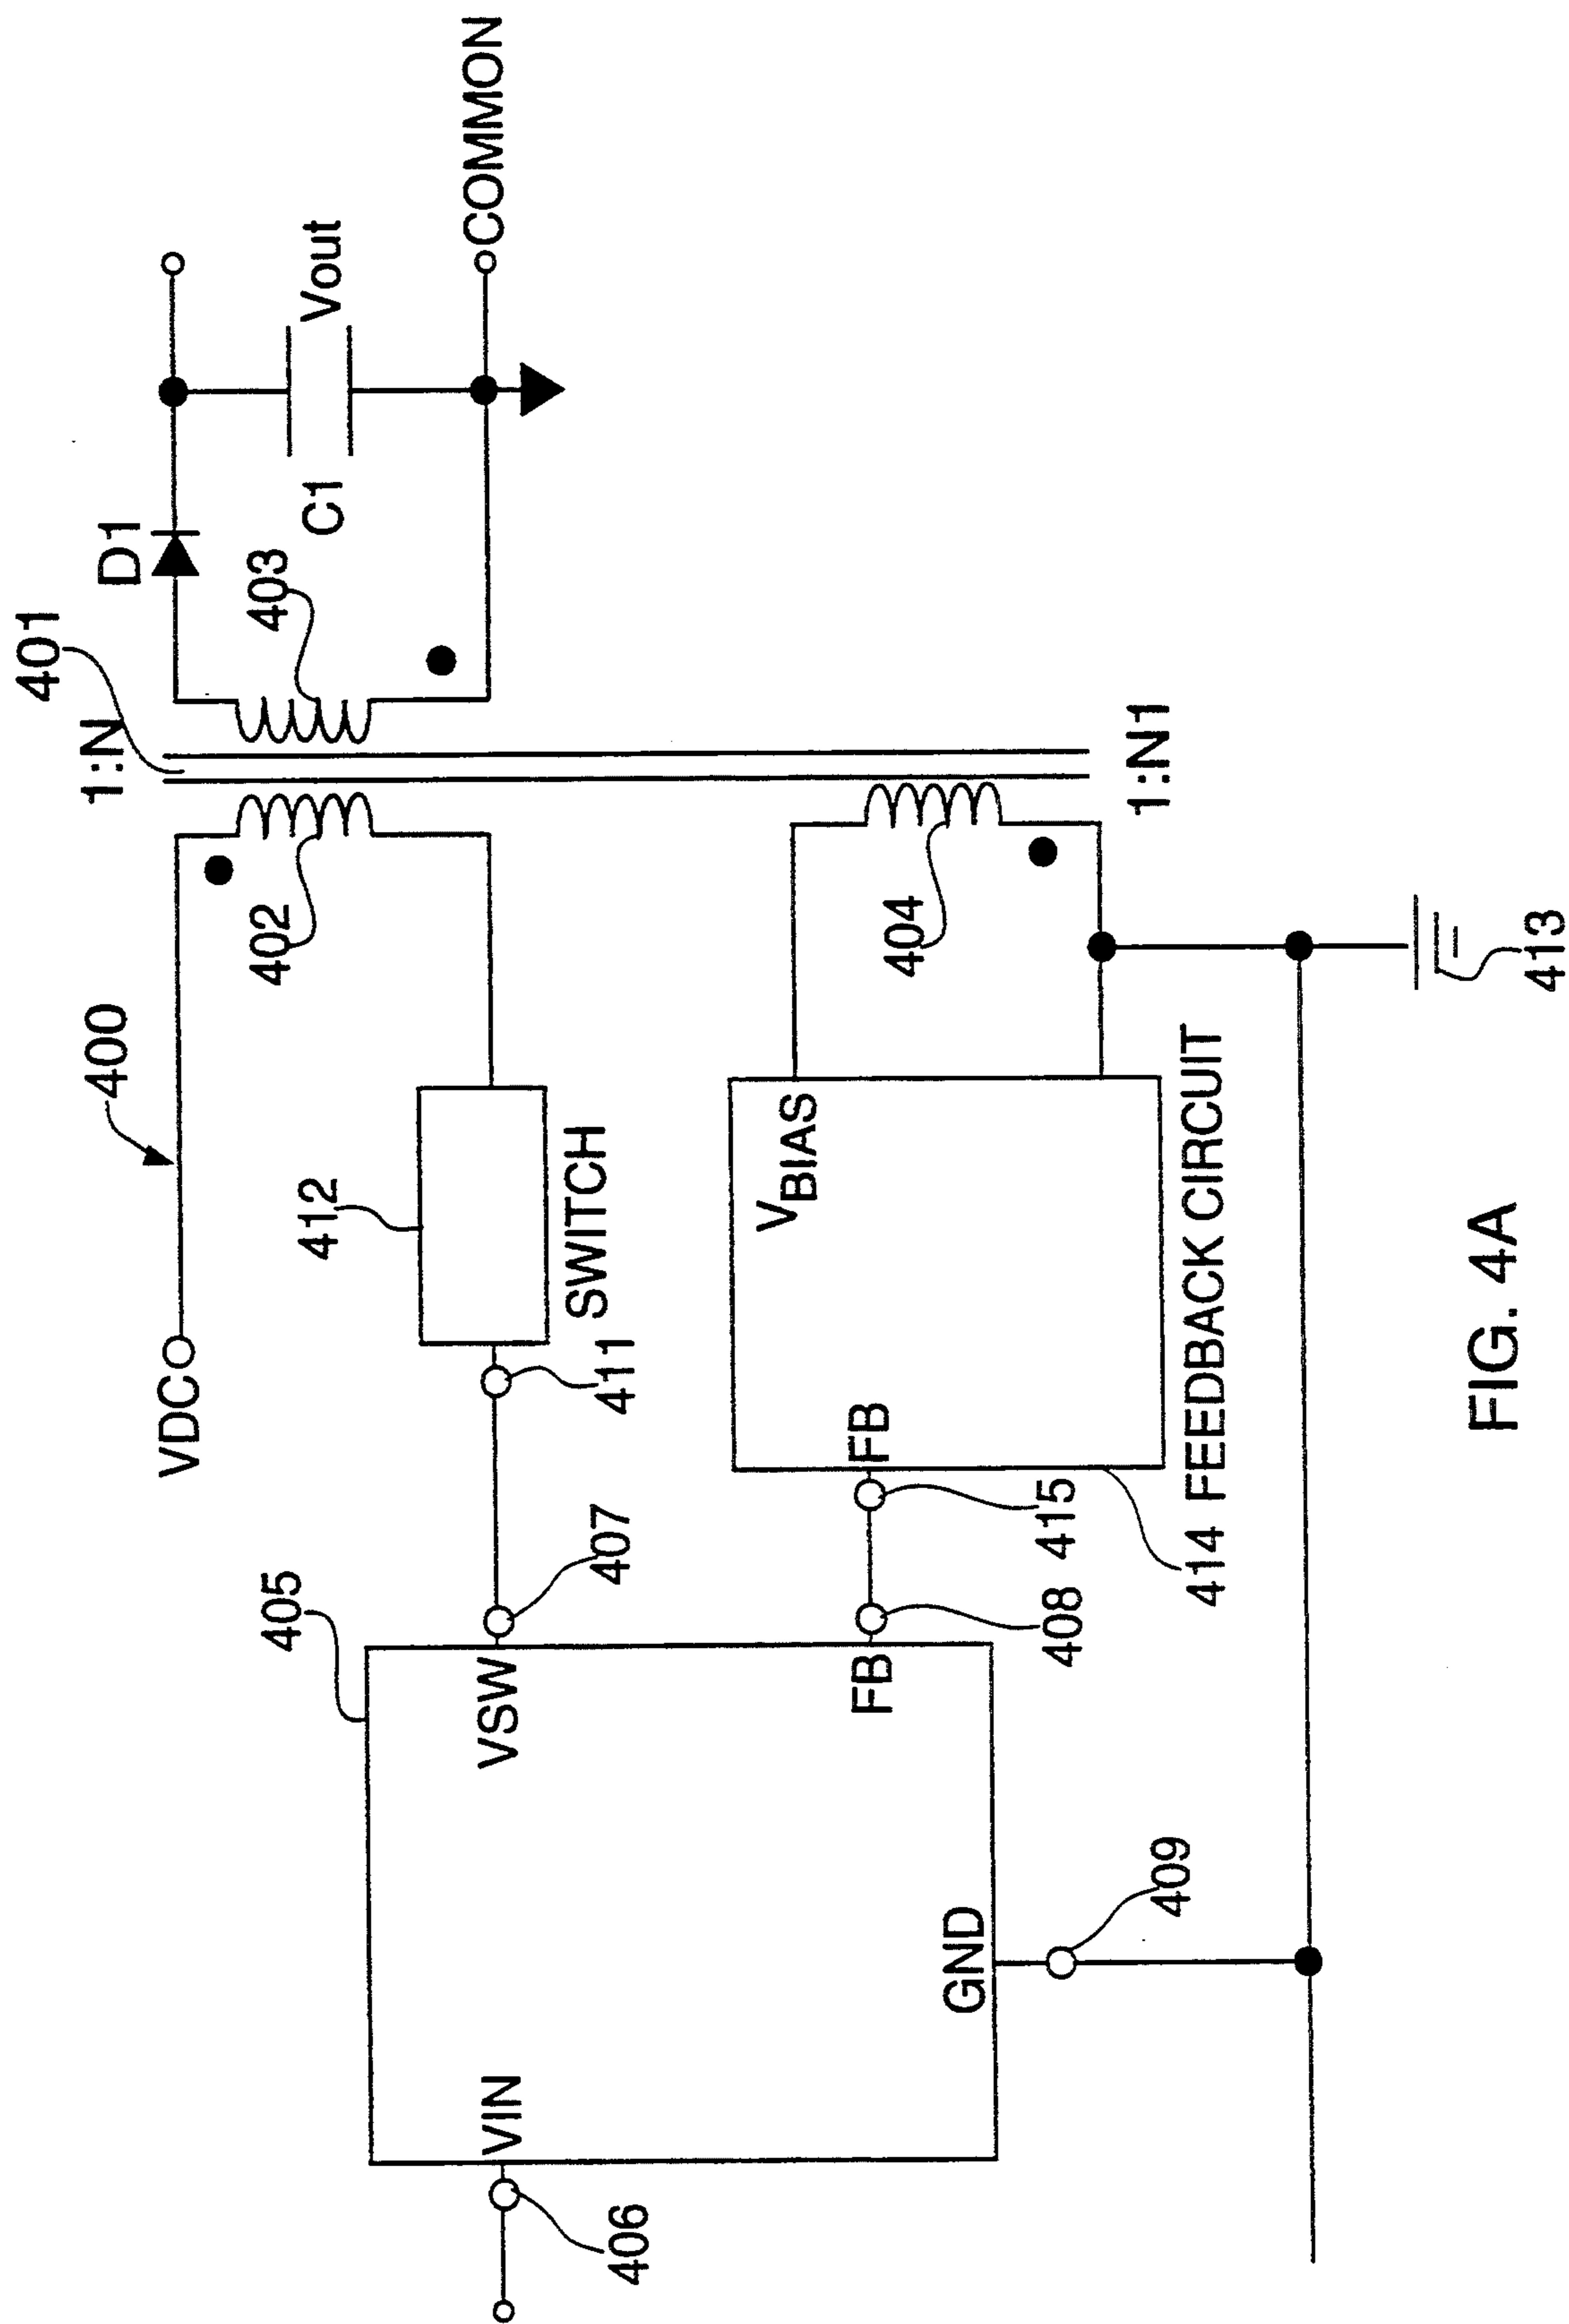 401
1:N
D1
403
C1
Vout
COMMON
400
VDC
402
412
SWITCH
411
407
405
VSW
VIN
406
FB
408
GND
409
FB
415
VBIAS
414 FEEDBACK CIRCUIT
404
1:N1
413
FIG. 4A